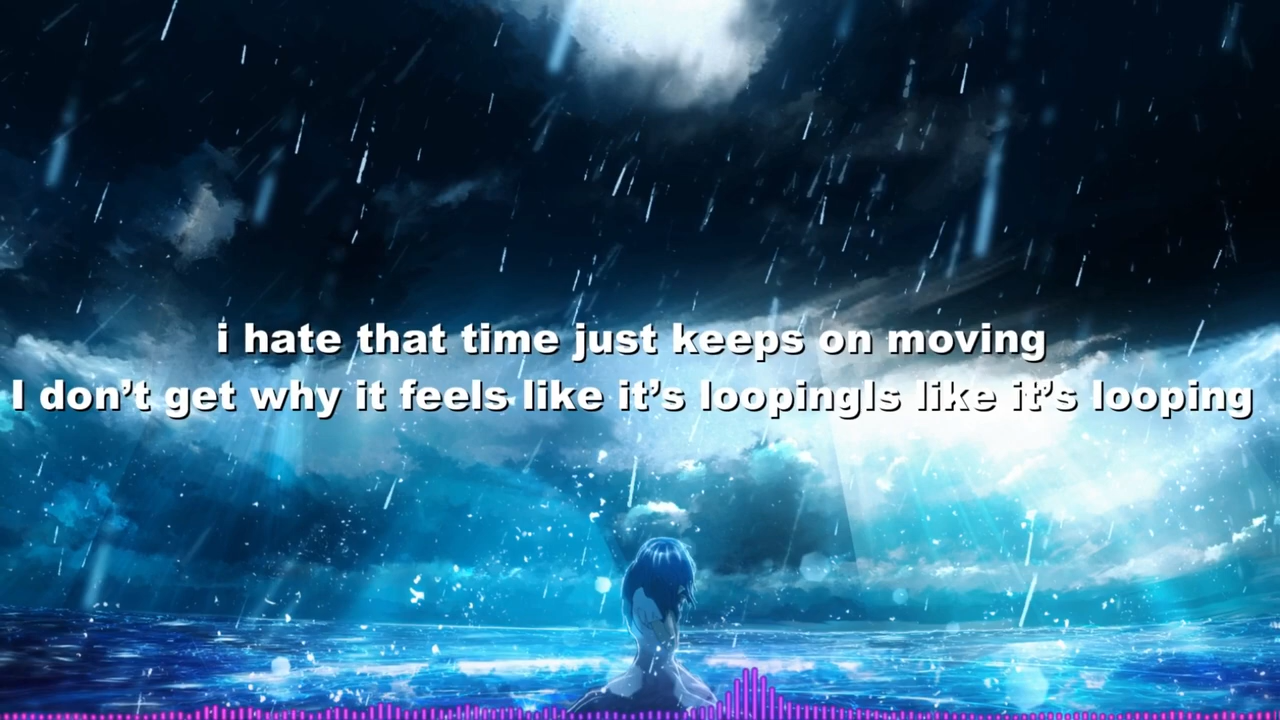 i hate that time just keeps on moving
I don’t get why it feels like it’s loopingls like it’s looping